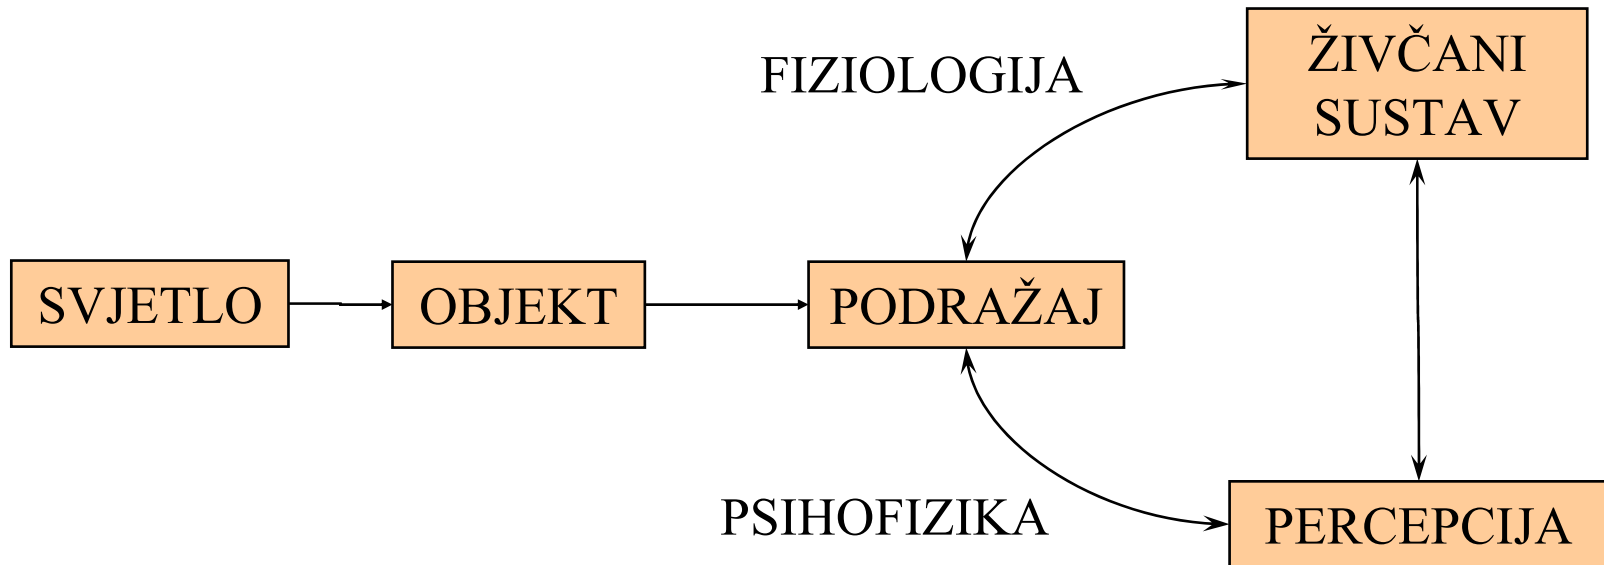 FIZIOLOGIJA
ŽIVČANI
SUSTAV
SVJETLO
OBJEKT
PODRAŽAJ
PSIHOFIZIKA
PERCEPCIJA